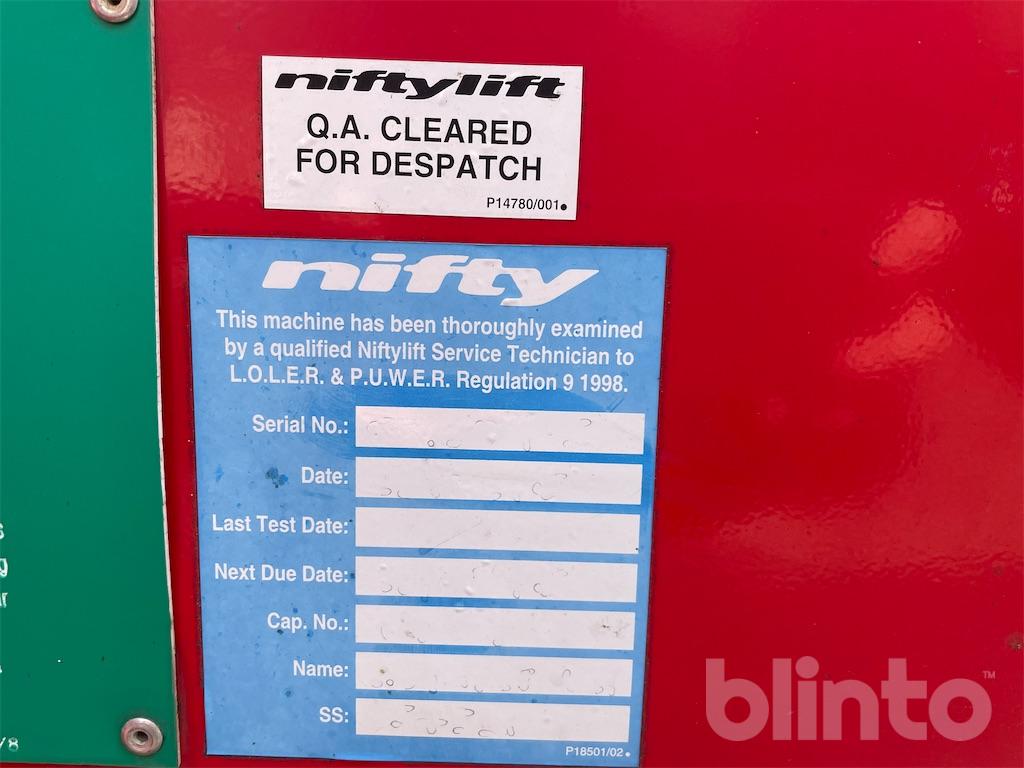 niftylift
Q.A. CLEARED
FOR DESPATCH
P14780/001
nifty
This machine has been thoroughly examined
by a qualified Niftylift Service Technician to
L.O.L.E.R. & P.U.W.E.R. Regulation 9 1998.
Serial No.:
Date:
Last Test Date:
Next Due Date:
Cap. No.:
Name:
SS:
P18501/02
blinto™